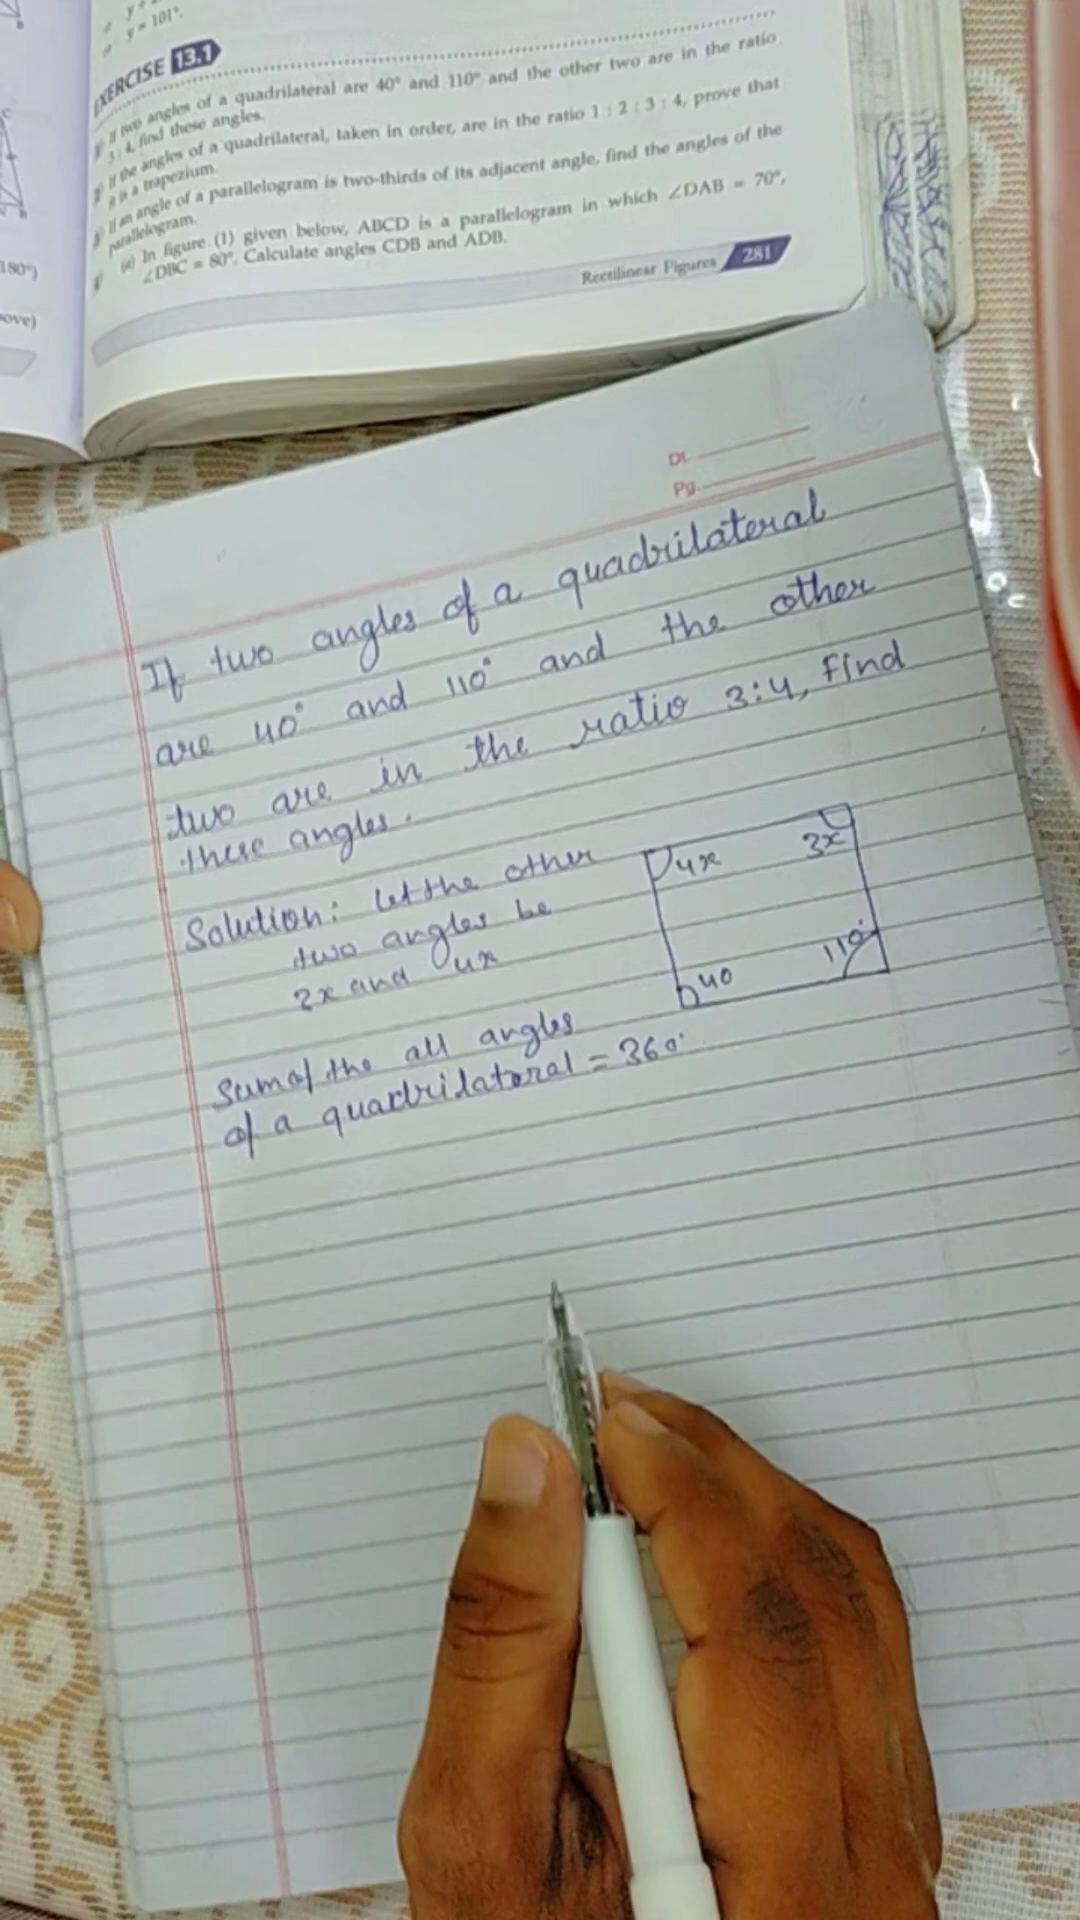 y = 101°.
EXERCISE 13.1
If two angles of a quadrilateral are 40° and 110° and the other two are in the ratio
3 : 4, find these angles.
If the angles of a quadrilateral, taken in order, are in the ratio 1 : 2 : 3 : 4, prove that
it is a trapezium.
If an angle of a parallelogram is two-thirds of its adjacent angle, find the angles of the
parallelogram.
(a) In figure (1) given below, ABCD is a parallelogram in which ∠DAB = 70°,
∠DBC = 80°. Calculate angles CDB and ADB.
Rectilinear Figures 281
180°)
ove)
Dt.
Pg.
If two angles of a quadrilateral
are 40° and 110° and the other
two are in the ratio 3:4, Find
these angles.
Solution: let the other
two angles be
2x and 4x
4x 3x
40 110°
Sum of the all angles
of a quadrilateral = 360°